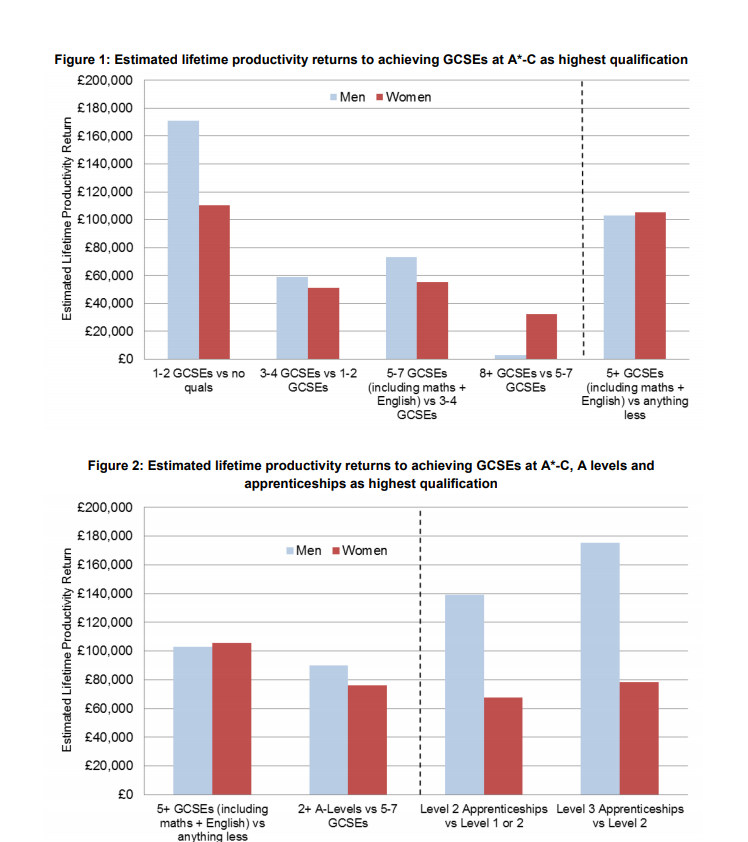 Figure 1: Estimated lifetime productivity returns to achieving GCSEs at A*-C as highest qualification
£200,000
£180,000
£160,000
£140,000
£120,000
£100,000
£80,000
£60,000
£40,000
£20,000
£0
Estimated Lifetime Productivity Return
Men Women
1-2 GCSEs vs no
quals
3-4 GCSEs vs 1-2
GCSEs
5-7 GCSEs
(including maths +
English) vs 3-4
GCSEs
8+ GCSEs vs 5-7
GCSEs
5+ GCSEs
(including maths +
English) vs anything
less
Figure 2: Estimated lifetime productivity returns to achieving GCSEs at A*-C, A levels and
apprenticeships as highest qualification
£200,000
£180,000
£160,000
£140,000
£120,000
£100,000
£80,000
£60,000
£40,000
£20,000
£0
Estimated Lifetime Productivity Return
Men Women
5+ GCSEs (including
maths + English) vs
anything less
2+ A-Levels vs 5-7
GCSEs
Level 2 Apprenticeships
vs Level 1 or 2
Level 3 Apprenticeships
vs Level 2